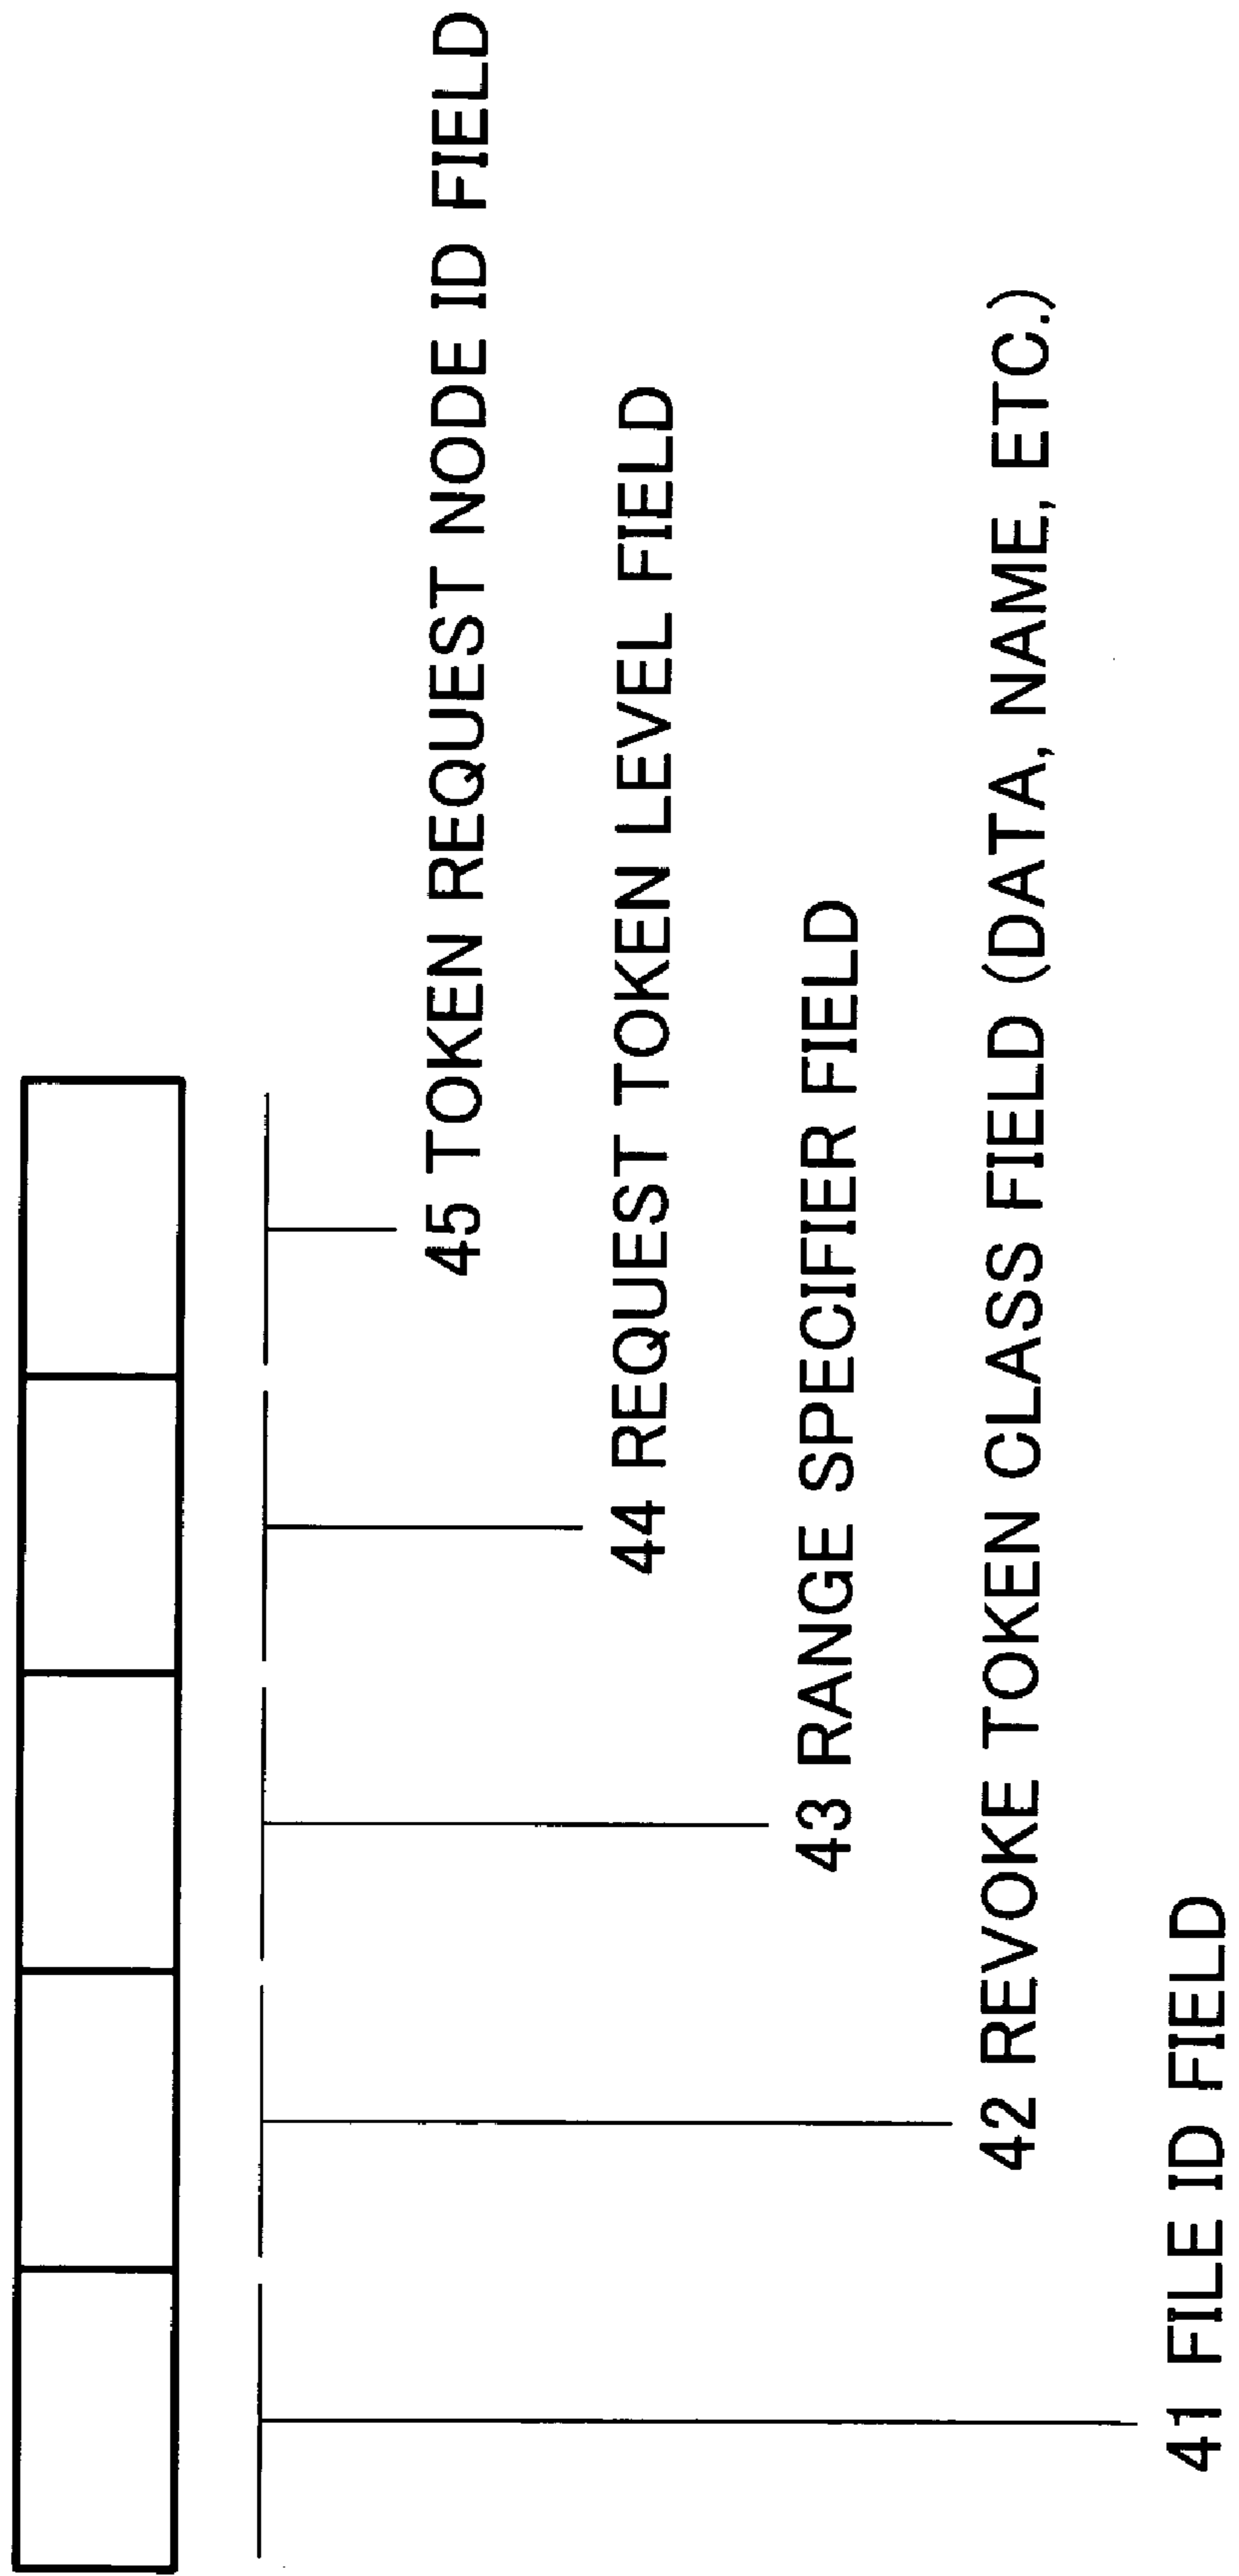 45 TOKEN REQUEST NODE ID FIELD
44 REQUEST TOKEN LEVEL FIELD
43 RANGE SPECIFIER FIELD
42 REVOKE TOKEN CLASS FIELD (DATA, NAME, ETC.)
41 FILE ID FIELD